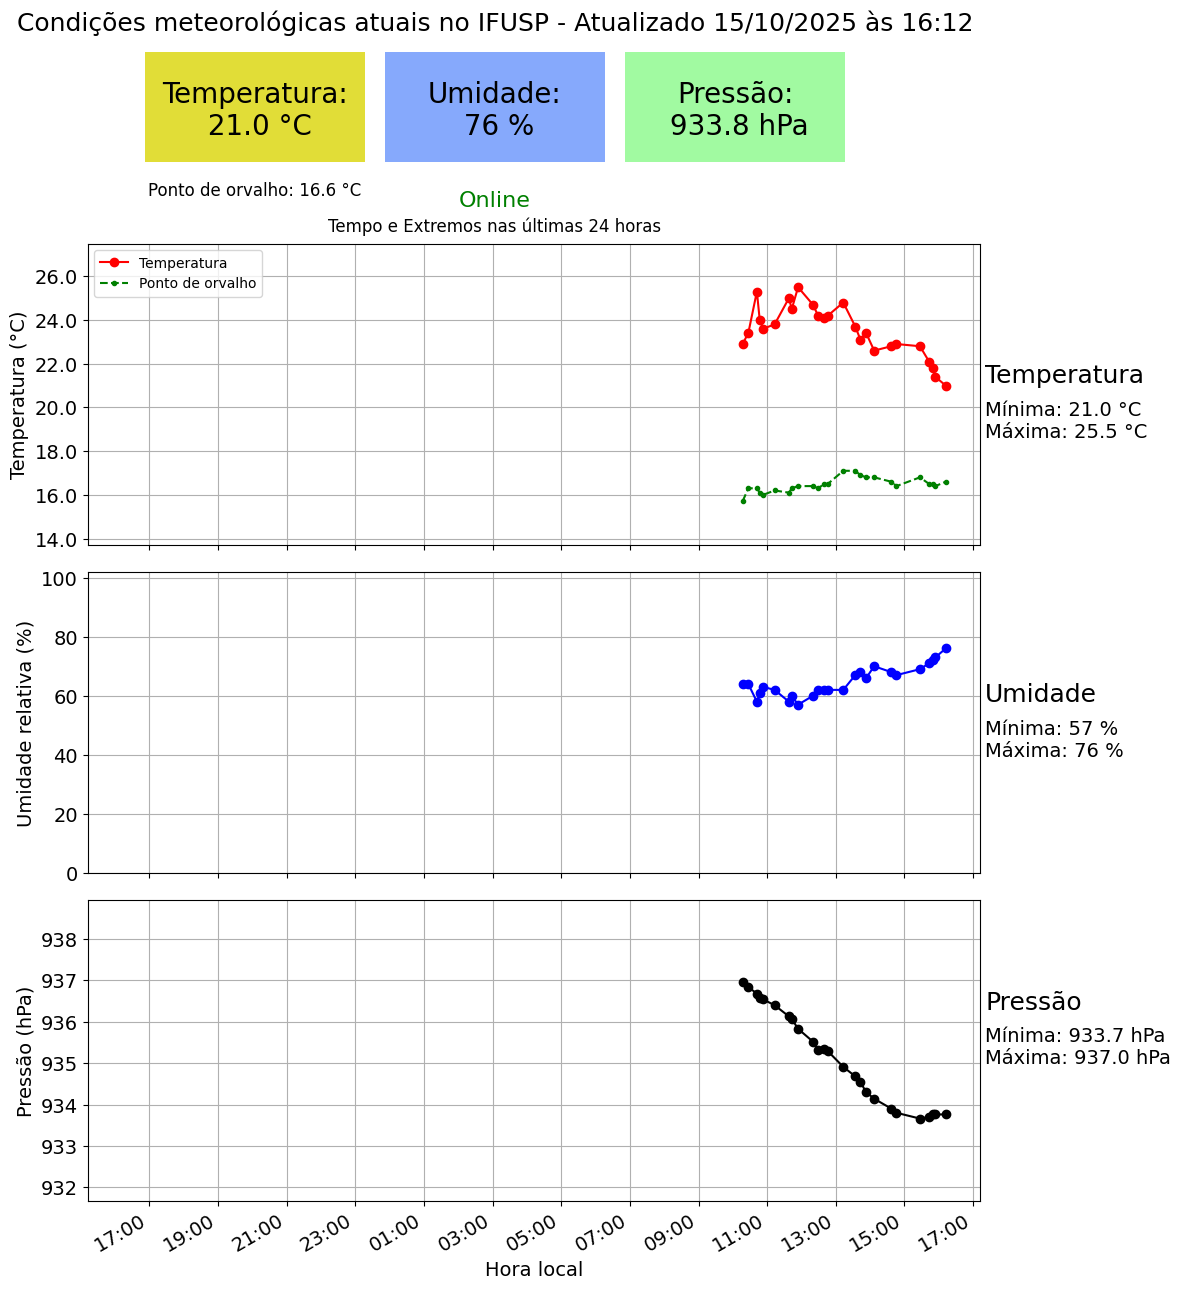 Condições meteorológicas atuais no IFUSP - Atualizado 15/10/2025 às 16:12
Temperatura:
21.0 °C
Umidade:
76 %
Pressão:
933.8 hPa
Ponto de orvalho: 16.6 °C
Online
Tempo e Extremos nas últimas 24 horas
Temperatura
Ponto de orvalho
Temperatura (°C)
26.0
24.0
22.0
20.0
18.0
16.0
14.0
Temperatura
Mínima: 21.0 °C
Máxima: 25.5 °C
Umidade relativa (%)
100
80
60
40
20
0
Umidade
Mínima: 57 %
Máxima: 76 %
Pressão (hPa)
938
937
936
935
934
933
932
Pressão
Mínima: 933.7 hPa
Máxima: 937.0 hPa
17:00
19:00
21:00
23:00
01:00
03:00
05:00
07:00
09:00
11:00
13:00
15:00
17:00
Hora local